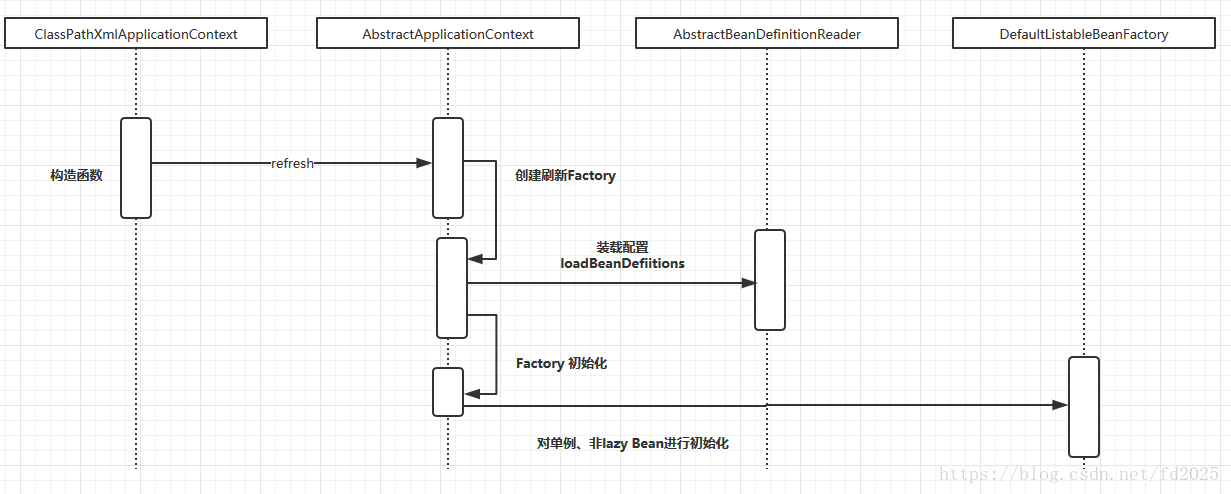 ClassPathXmlApplicationContext
AbstractApplicationContext
AbstractBeanDefinitionReader
DefaultListableBeanFactory
refresh
构造函数
创建刷新Factory
装载配置
loadBeanDefiitions
Factory 初始化
对单例、非lazy Bean进行初始化
https://blog.csdn.net/fd2025